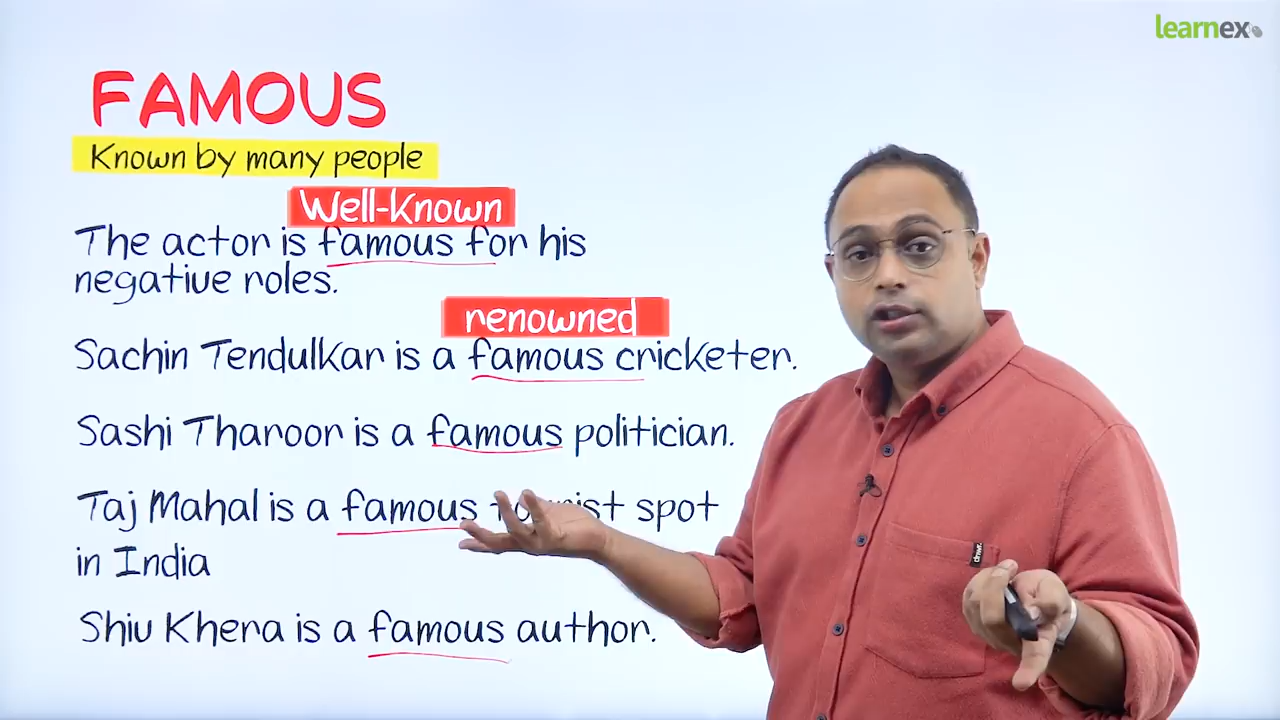 learnex
FAMOUS
Known by many people
Well-Known
The actor is famous for his
negative roles.
renowned
Sachin Tendulkar is a famous cricketer.
Sashi Tharoor is a famous politician.
Taj Mahal is a famous tourist spot
in India
Shiv Khera is a famous author.